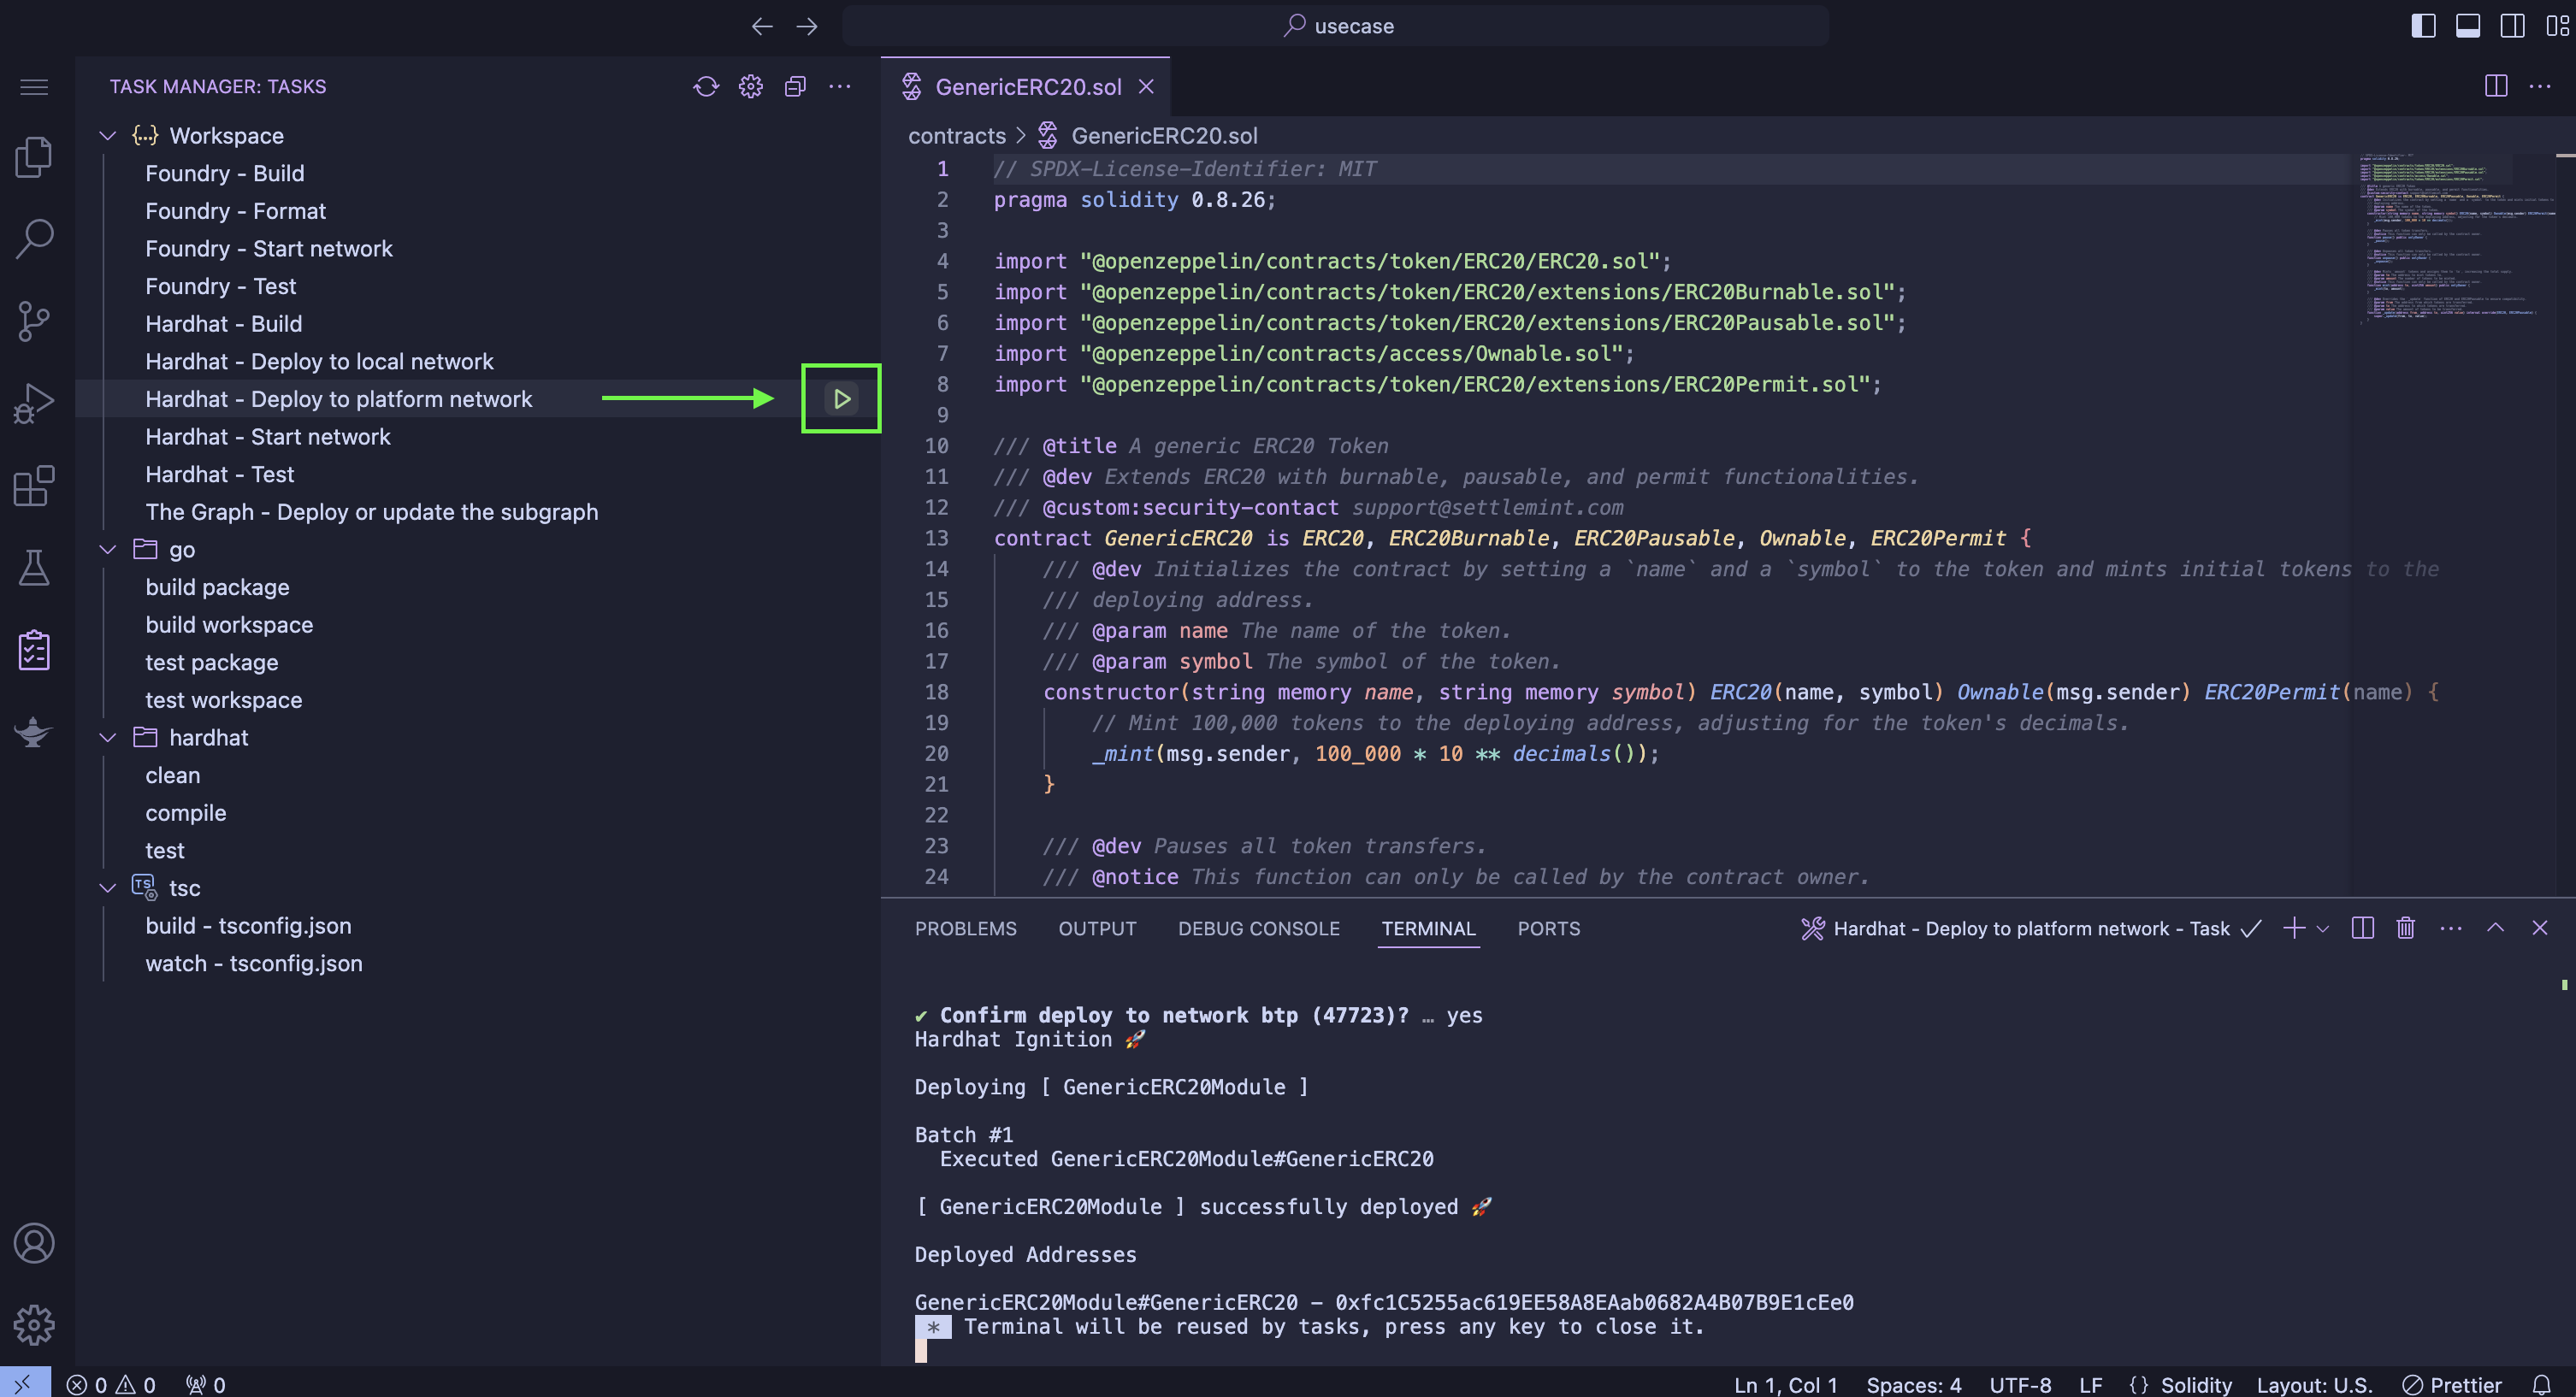 usecase
TASK MANAGER: TASKS
Workspace
Foundry - Build
Foundry - Format
Foundry - Start network
Foundry - Test
Hardhat - Build
Hardhat - Deploy to local network
Hardhat - Deploy to platform network
Hardhat - Start network
Hardhat - Test
The Graph - Deploy or update the subgraph
go
build package
build workspace
test package
test workspace
hardhat
clean
compile
test
tsc
build - tsconfig.json
watch - tsconfig.json
GenericERC20.sol
contracts > GenericERC20.sol
1 // SPDX-License-Identifier: MIT
2 pragma solidity 0.8.26;
3
4 import "@openzeppelin/contracts/token/ERC20/ERC20.sol";
5 import "@openzeppelin/contracts/token/ERC20/extensions/ERC20Burnable.sol";
6 import "@openzeppelin/contracts/token/ERC20/extensions/ERC20Pausable.sol";
7 import "@openzeppelin/contracts/access/Ownable.sol";
8 import "@openzeppelin/contracts/token/ERC20/extensions/ERC20Permit.sol";
9
10 /// @title A generic ERC20 Token
11 /// @dev Extends ERC20 with burnable, pausable, and permit functionalities.
12 /// @custom:security-contact support@settlemint.com
13 contract GenericERC20 is ERC20, ERC20Burnable, ERC20Pausable, Ownable, ERC20Permit {
14 /// @dev Initializes the contract by setting a `name` and a `symbol` to the token and mints initial tokens to the
15 /// deploying address.
16 /// @param name The name of the token.
17 /// @param symbol The symbol of the token.
18 constructor(string memory name, string memory symbol) ERC20(name, symbol) Ownable(msg.sender) ERC20Permit(name) {
19 // Mint 100,000 tokens to the deploying address, adjusting for the token's decimals.
20 _mint(msg.sender, 100_000 * 10 ** decimals());
21 }
22
23 /// @dev Pauses all token transfers.
24 /// @notice This function can only be called by the contract owner.
PROBLEMS OUTPUT DEBUG CONSOLE TERMINAL PORTS Hardhat - Deploy to platform network - Task ✓
✔ Confirm deploy to network btp (47723)? … yes
Hardhat Ignition 🚀
Deploying [ GenericERC20Module ]
Batch #1
Executed GenericERC20Module#GenericERC20
[ GenericERC20Module ] successfully deployed 🚀
Deployed Addresses
GenericERC20Module#GenericERC20 - 0xfc1C5255ac619EE58A8EAab0682A4B07B9E1cEe0
* Terminal will be reused by tasks, press any key to close it.
0 0 0 Ln 1, Col 1 Spaces: 4 UTF-8 LF {} Solidity Layout: U.S. Prettier